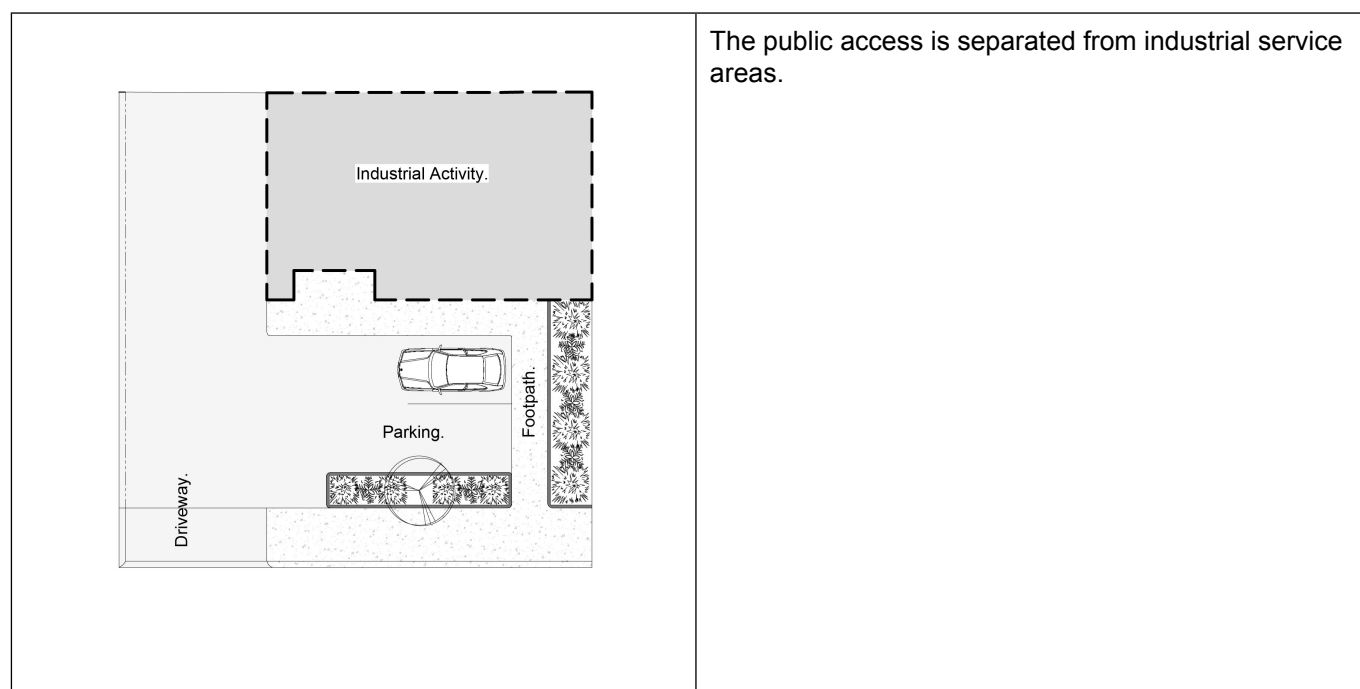 The public access is separated from industrial service
areas.
Industrial Activity.
Footpath.
Parking.
Driveway.